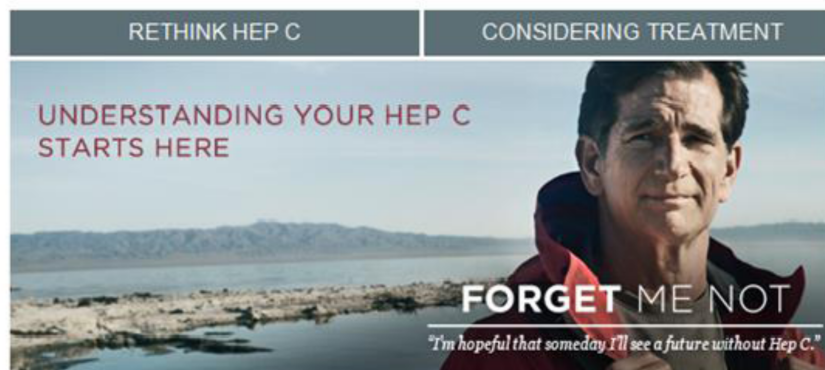 RETHINK HEP C
CONSIDERING TREATMENT
UNDERSTANDING YOUR HEP C
STARTS HERE
FORGET ME NOT
"I'm hopeful that someday I'll see a future without Hep C."